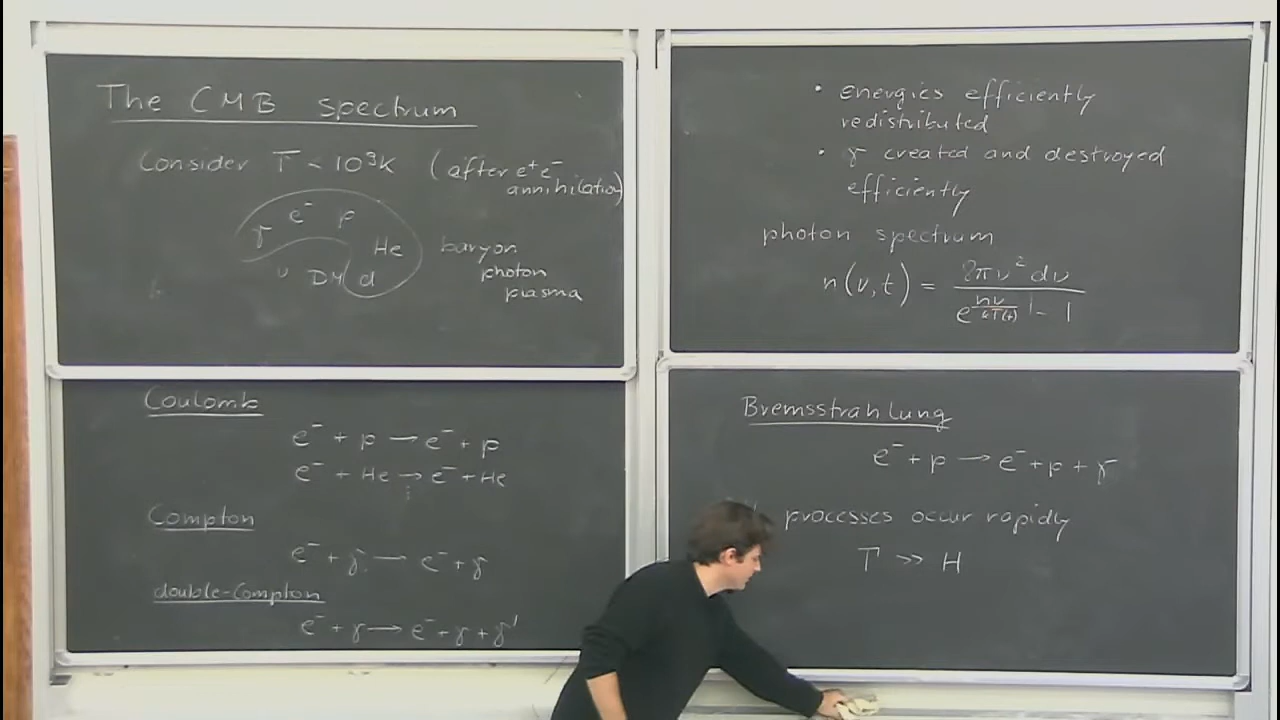 The CMB spectrum
Consider T < 10³K (after e⁺e⁻
annihilation)
e⁻ p
γ He baryon
ν DM d photon
plasma
Coulomb
e⁻ + p → e⁻ + p
e⁻ + He → e⁻ + He
Compton
e⁻ + γ → e⁻ + γ
double-Compton
e⁻ + γ → e⁻ + γ + γ'
• energies efficiently
redistributed
• γ created and destroyed
efficiently
photon spectrum
n(ν,t) = 8πν² dν / (e^(hν/kT(t)) - 1)
Bremsstrahlung
e⁻ + p → e⁻ + p + γ
processes occur rapidly
Γ >> H